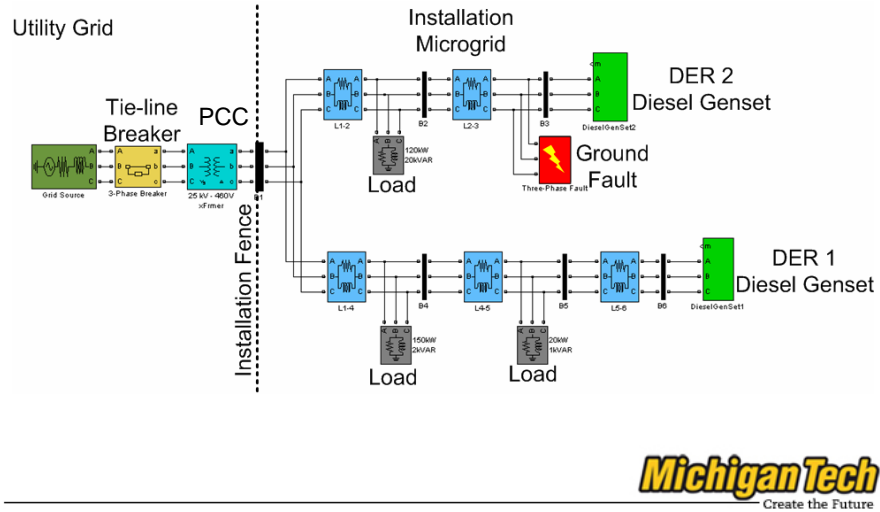 Utility Grid
Installation
Microgrid
Tie-line
Breaker
PCC
DER 2
Diesel Genset
Ground
Fault
Load
Installation Fence
DER 1
Diesel Genset
Load
Load
A
B
C
A
B
C
L1-2
B2
A
B
C
A
B
C
L2-3
B3
m
A
B
C
DieselGenSet2
A B C
120kW
20kVAR
Three-Phase Fault
A
B
C
Grid Source
A
B
C
a
b
c
3-Phase Breaker
A
B
C
a
b
c
25 kV - 460V
xFrmer
B1
A
B
C
A
B
C
L1-4
B4
A
B
C
A
B
C
L4-5
B5
A
B
C
A
B
C
L5-6
B6
m
A
B
C
DieselGenSet1
A B C
150kW
2kVAR
A B C
20kW
1kVAR
Michigan Tech
Create the Future